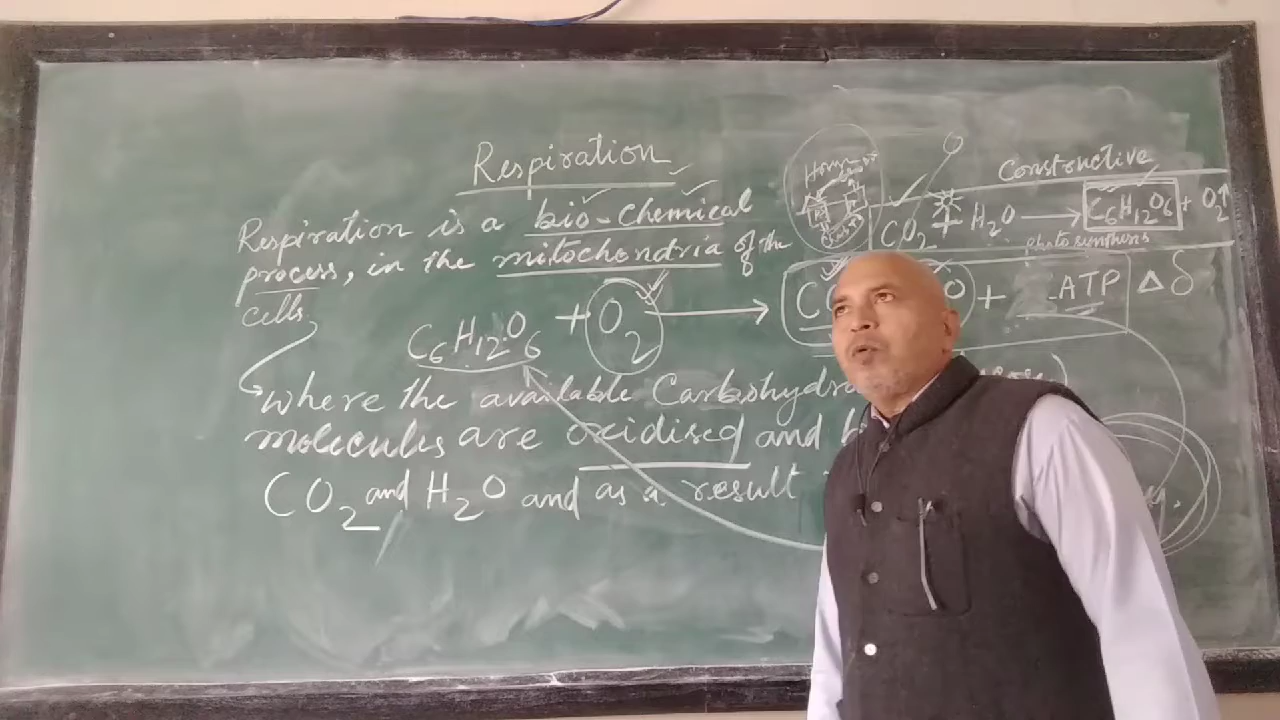 Respiration
Constructive
CO2 + H2O → C6H12O6 + O2↑
photosynthesis
Respiration is a bio-Chemical
process, in the mitochondria of the
cells.
C6H12O6 + O2 → C O + ATP Δ δ
where the available Carbohydra
molecules are oxidised and b
CO2 and H2O and as a result